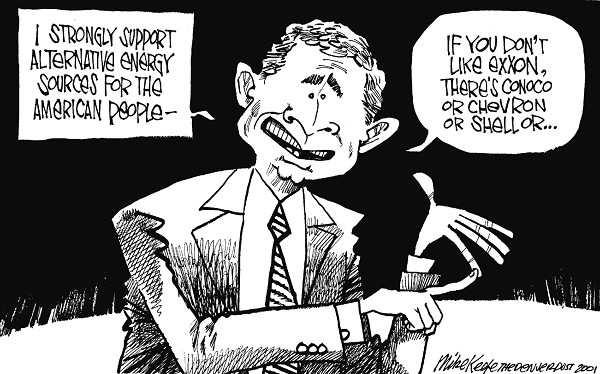 I STRONGLY SUPPORT
ALTERNATIVE ENERGY
SOURCES FOR THE
AMERICAN PEOPLE—
IF YOU DON'T
LIKE EXXON,
THERE'S CONOCO
OR CHEVRON
OR SHELL OR...
Mike Keefe THE DENVER POST 2001